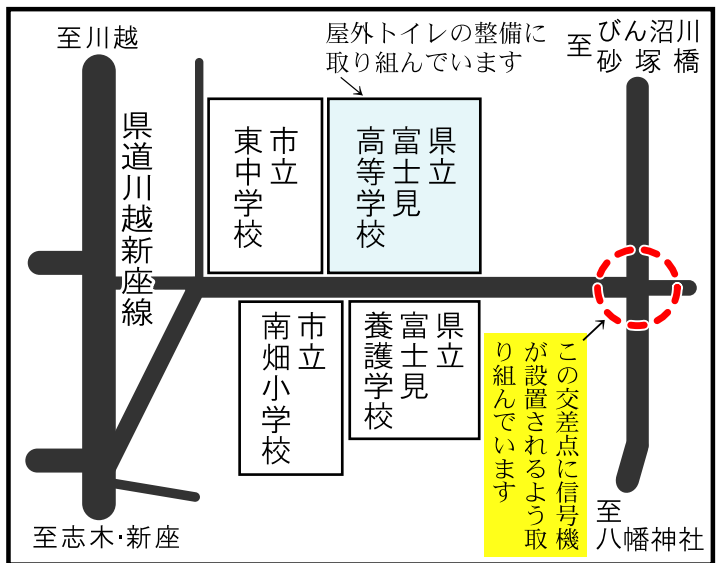 至川越
屋外トイレの整備に
取り組んでいます
至
びん沼川
砂塚橋
県道川越新座線
市立
東中学校
県立
富士見
高等学校
市立
南畑小学校
県立
富士見
養護学校
この交差点に信号機
が設置されるよう取
り組んでいます
至志木・新座
至
八幡神社